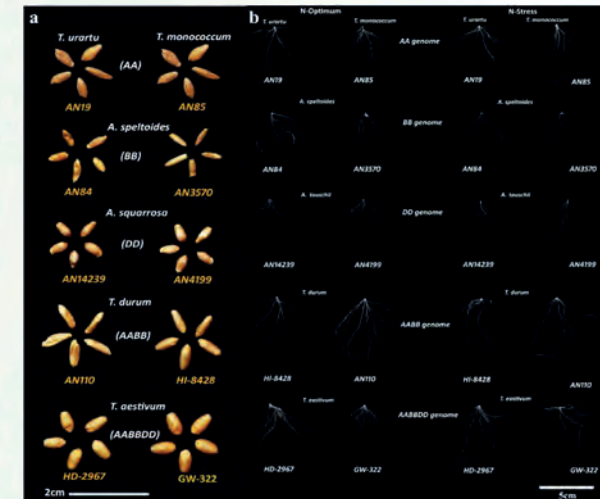 a
T. urartu T. monococcum
(AA)
AN19 AN85
A. speltoides
(BB)
AN84 AN3570
A. squarrosa
(DD)
AN14239 AN4199
T. durum
(AABB)
AN110 HI-8428
T. aestivum
(AABBDD)
HD-2967 GW-322
2cm
b
N-Optimum N-Stress
T. urartu T. monococcum T. urartu T. monococcum
AA genome
AN19 AN85 AN19 AN85
A. speltoides A. speltoides
BB genome
AN84 AN3570 AN84 AN3570
A. tauschii A. tauschii
DD genome
AN14239 AN4199 AN14239 AN4199
T. durum T. durum
AABB genome
HI-8428 AN110 HI-8428 AN110
T. aestivum T. aestivum
AABBDD genome
HD-2967 GW-322 HD-2967 GW-322
5cm